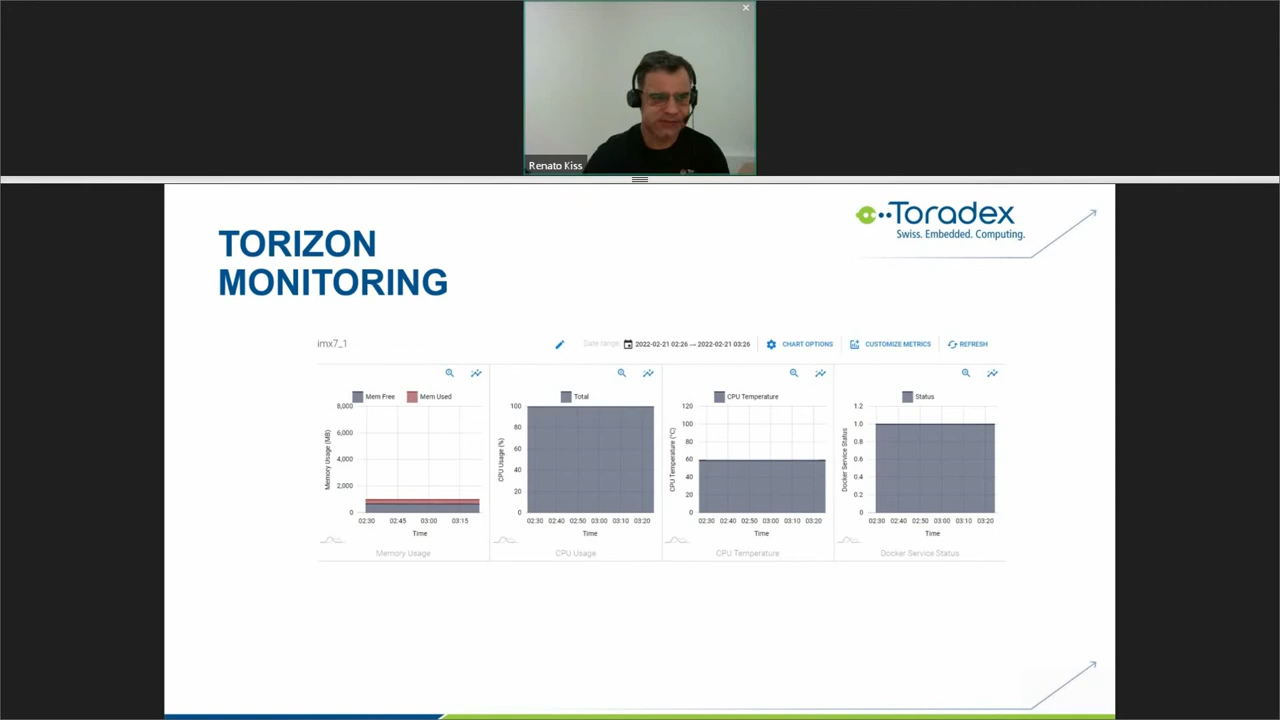 Renato Kiss
Toradex
Swiss. Embedded. Computing.
TORIZON
MONITORING
imx7_1
Date range: 2022-02-21 02:26 — 2022-02-21 03:26 CHART OPTIONS CUSTOMIZE METRICS REFRESH
Mem Free Mem Used
8,000
6,000
4,000
2,000
0
Memory Usage (MB)
02:30 02:45 03:00 03:15
Time
Memory Usage
Total
100
80
60
40
20
0
CPU Usage (%)
02:30 02:40 02:50 03:00 03:10 03:20
Time
CPU Usage
CPU Temperature
120
100
80
60
40
20
0
CPU Temperature (°C)
02:30 02:40 02:50 03:00 03:10 03:20
Time
CPU Temperature
Status
1.2
1.0
0.8
0.6
0.4
0.2
0
Docker Service Status
02:30 02:40 02:50 03:00 03:10 03:20
Time
Docker Service Status